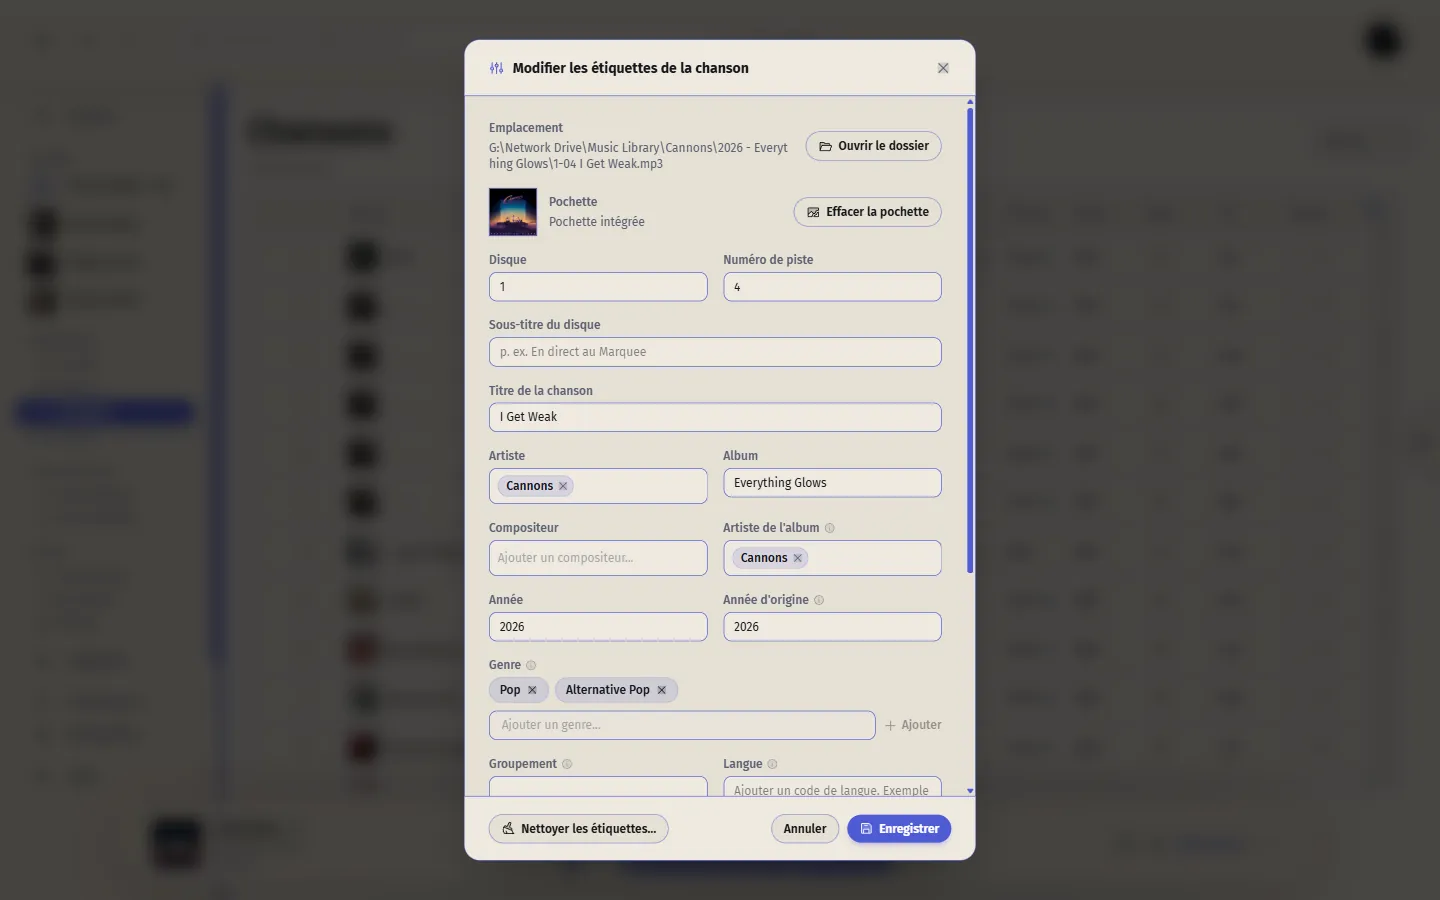 Modifier les étiquettes de la chanson
Emplacement
G:\Network Drive\Music Library\Cannons\2026 - Everyt
hing Glows\1-04 I Get Weak.mp3
Ouvrir le dossier
Pochette
Pochette intégrée
Effacer la pochette
Disque
Numéro de piste
1
4
Sous-titre du disque
p. ex. En direct au Marquee
Titre de la chanson
I Get Weak
Artiste
Album
Cannons
Everything Glows
Compositeur
Artiste de l'album
Ajouter un compositeur...
Cannons
Année
Année d'origine
2026
2026
Genre
Pop
Alternative Pop
Ajouter un genre...
Ajouter
Groupement
Langue
Ajouter un code de langue. Exemple
Nettoyer les étiquettes...
Annuler
Enregistrer